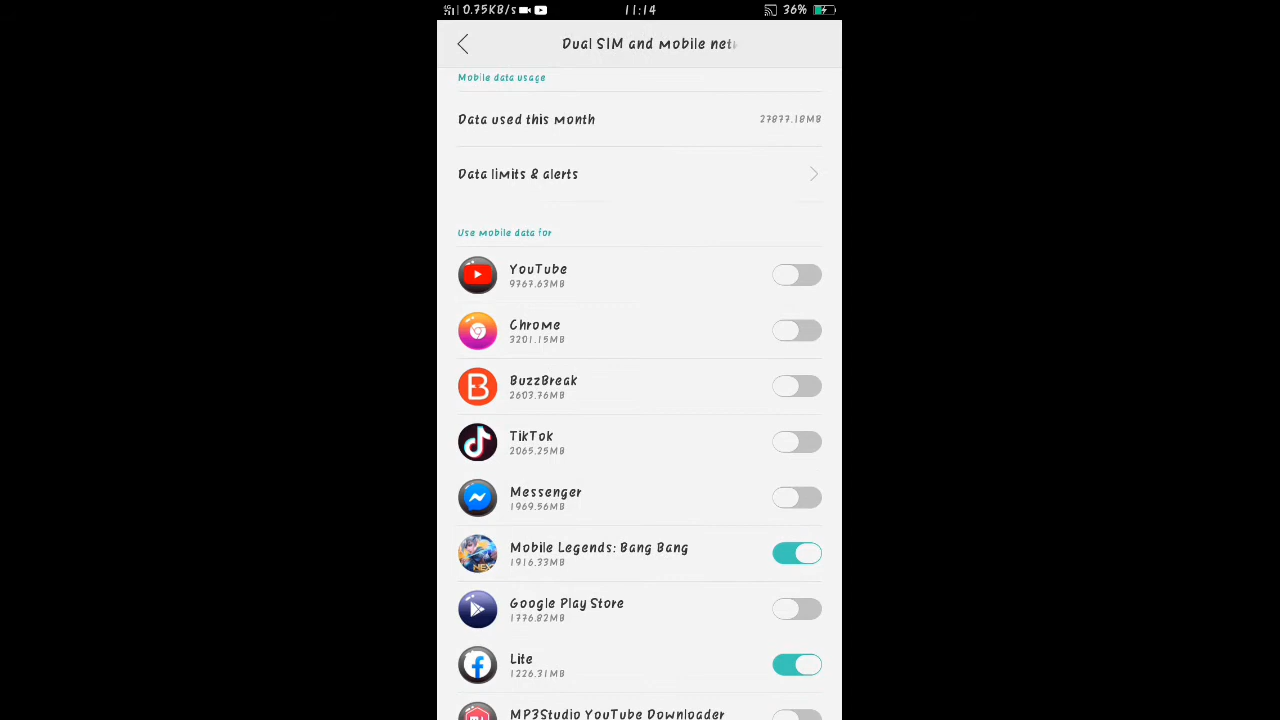 4G 0.75KB/s 11:14 36%
Dual SIM and mobile net
Mobile data usage
Data used this month 27877.18MB
Data limits & alerts
Use mobile data for
YouTube
9767.63MB
Chrome
3201.15MB
BuzzBreak
2603.76MB
TikTok
2065.25MB
Messenger
1969.56MB
Mobile Legends: Bang Bang
1916.33MB
Google Play Store
1776.82MB
Lite
1226.31MB
MP3Studio YouTube Downloader